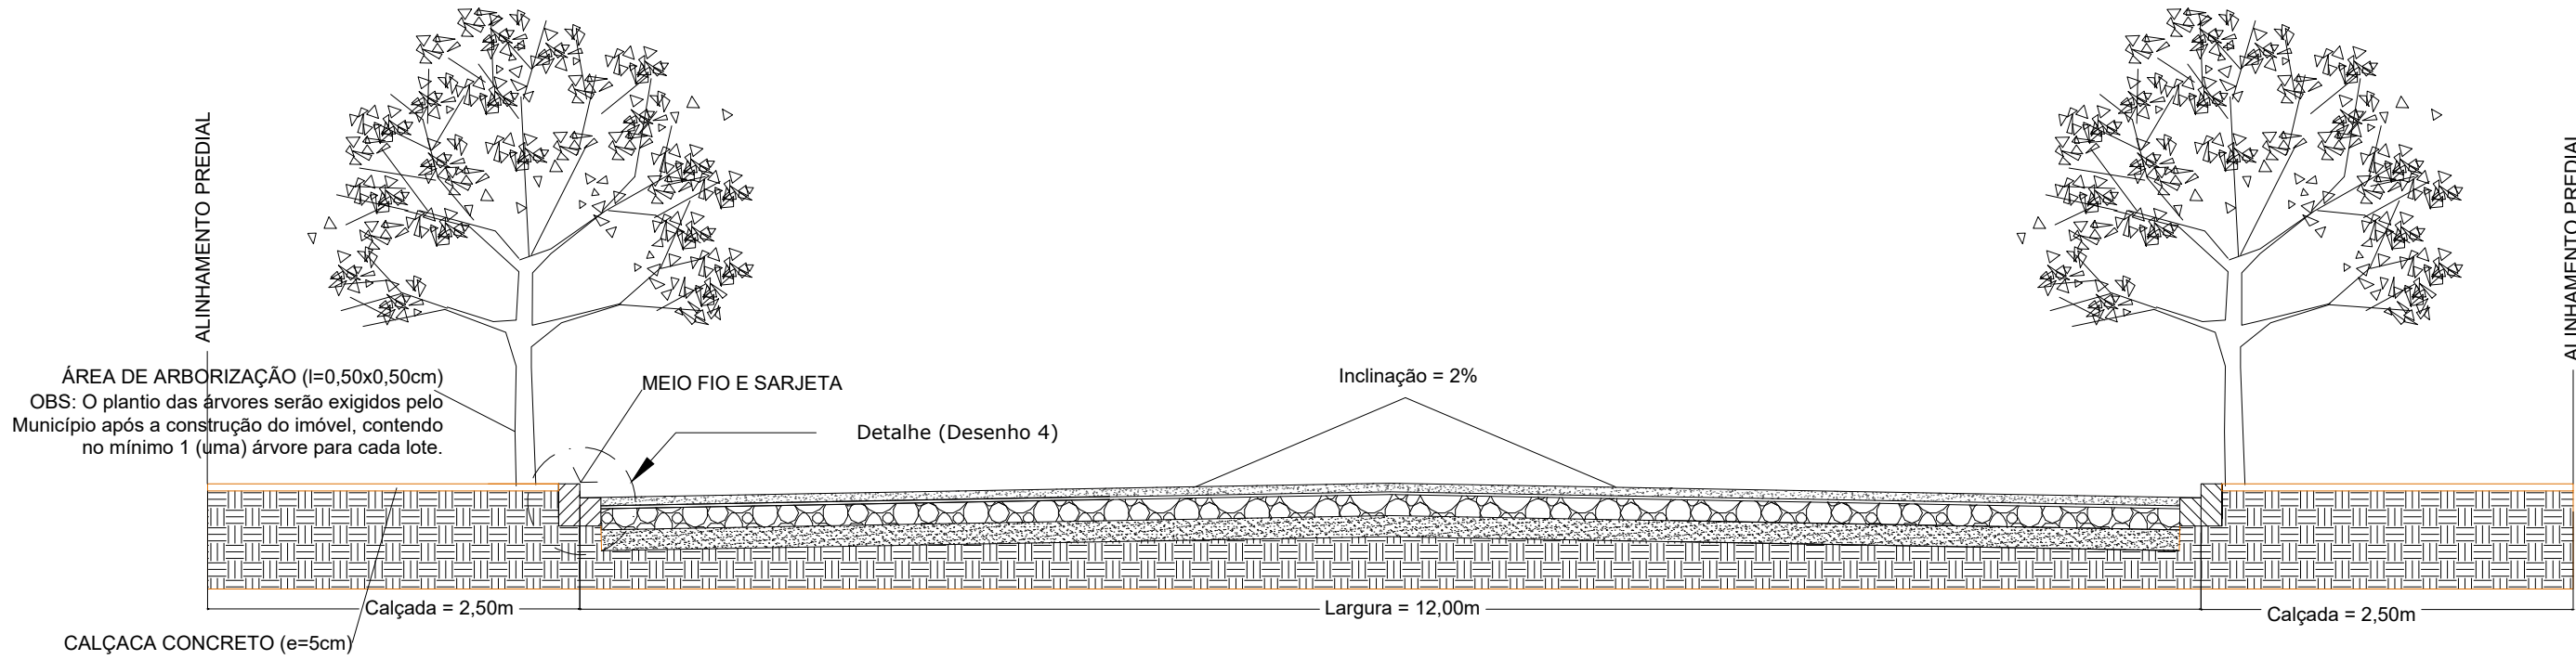 ALINHAMENTO PREDIAL
ALINHAMENTO PREDIAL
ÁREA DE ARBORIZAÇÃO (l=0,50x0,50cm)
OBS: O plantio das árvores serão exigidos pelo
Município após a construção do imóvel, contendo
no mínimo 1 (uma) árvore para cada lote.
MEIO FIO E SARJETA
Detalhe (Desenho 4)
Inclinação = 2%
Calçada = 2,50m
Largura = 12,00m
Calçada = 2,50m
CALÇACA CONCRETO (e=5cm)